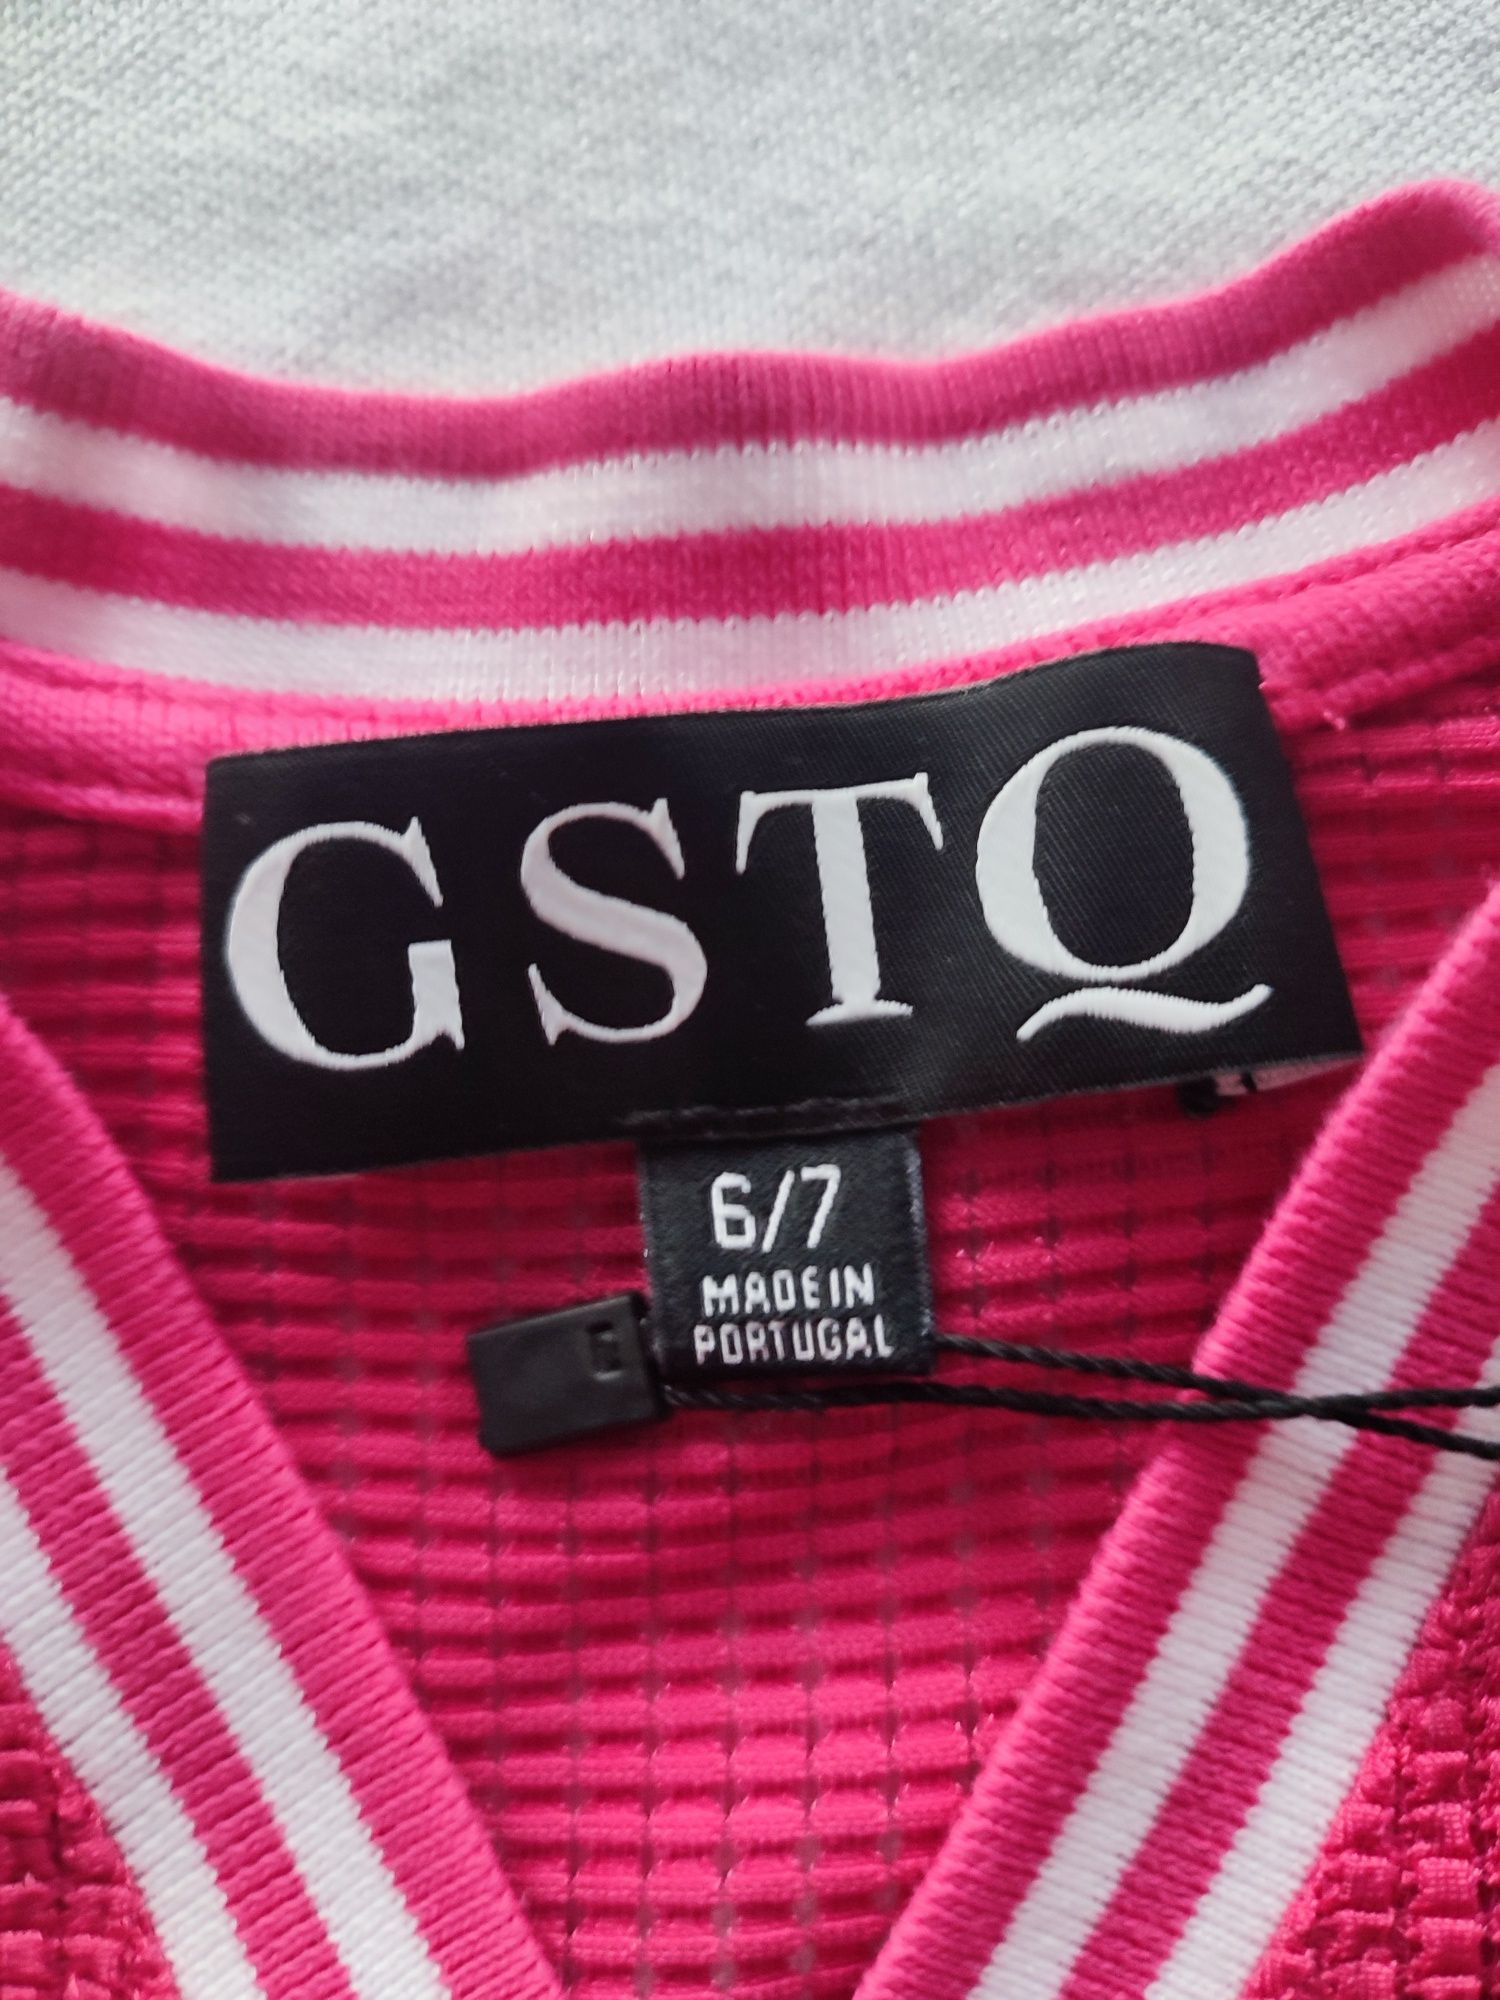 GSTQ
6/7
MADE IN
PORTUGAL